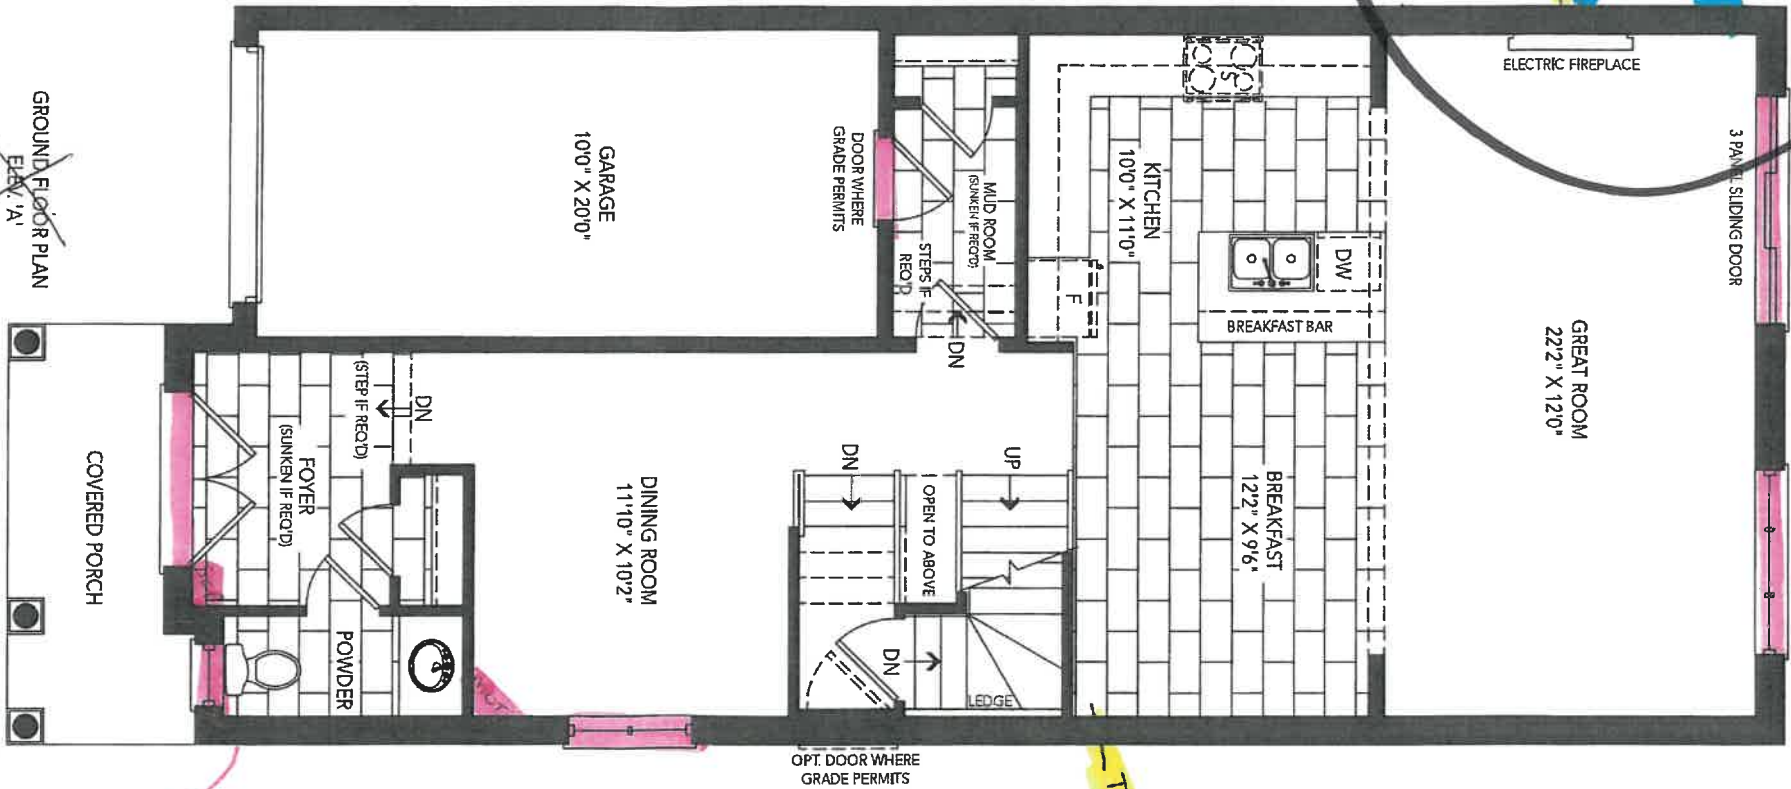 ELECTRIC FIREPLACE
3 PANEL SLIDING DOOR
GREAT ROOM
22'2" X 12'0"
KITCHEN
10'0" X 11'0"
S
DW
BREAKFAST BAR
F
BREAKFAST
12'2" X 9'6"
MUD ROOM
(SUNKEN IF REQ'D)
STEPS IF
REQ'D
DN
DOOR WHERE
GRADE PERMITS
GARAGE
10'0" X 20'0"
GROUND FLOOR PLAN
ELEV. 'A'
DN
(STEP IF REQ'D)
FOYER
(SUNKEN IF REQ'D)
COVERED PORCH
POWDER
DINING ROOM
11'10" X 10'2"
DN
UP
OPEN TO ABOVE
DN
F
LEDGE
OPT. DOOR WHERE
GRADE PERMITS